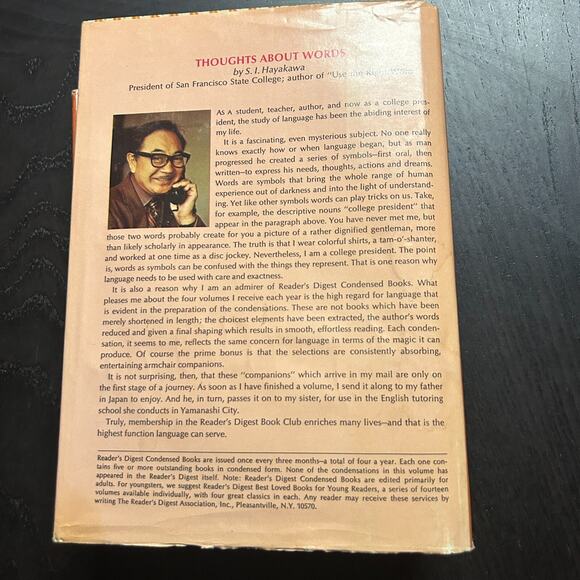 THOUGHTS ABOUT WORDS
by S. I. Hayakawa
President of San Francisco State College; author of "Use the Right Word"
As a student, teacher, author, and now as a college pres-
ident, the study of language has been the abiding interest of
my life.
It is a fascinating, even mysterious subject. No one really
knows exactly how or when language began, but as man
progressed he created a series of symbols—first oral, then
written—to express his needs, thoughts, actions and dreams.
Words are symbols that bring the whole range of human
experience out of darkness and into the light of understand-
ing. Yet like other symbols words can play tricks on us. Take,
for example, the descriptive nouns "college president" that
appear in the paragraph above. You have never met me, but
those two words probably create for you a picture of a rather dignified gentleman, more
than likely scholarly in appearance. The truth is that I wear colorful shirts, a tam-o'-shanter,
and worked at one time as a disc jockey. Nevertheless, I am a college president. The point
is, words as symbols can be confused with the things they represent. That is one reason why
language needs to be used with care and exactness.
It is also a reason why I am an admirer of Reader's Digest Condensed Books. What
pleases me about the four volumes I receive each year is the high regard for language that
is evident in the preparation of the condensations. These are not books which have been
merely shortened in length; the choicest elements have been extracted, the author's words
reduced and given a final shaping which results in smooth, effortless reading. Each conden-
sation, it seems to me, reflects the same concern for language in terms of the magic it can
produce. Of course the prime bonus is that the selections are consistently absorbing,
entertaining armchair companions.
It is not surprising, then, that these "companions" which arrive in my mail are only on
the first stage of a journey. As soon as I have finished a volume, I send it along to my father
in Japan to enjoy. And he, in turn, passes it on to my sister, for use in the English tutoring
school she conducts in Yamanashi City.
Truly, membership in the Reader's Digest Book Club enriches many lives—and that is the
highest function language can serve.
Reader's Digest Condensed Books are issued once every three months—a total of four a year. Each one con-
tains five or more outstanding books in condensed form. None of the condensations in this volume has
appeared in the Reader's Digest itself. Note: Reader's Digest Condensed Books are edited primarily for
adults. For youngsters, we suggest Reader's Digest Best Loved Books for Young Readers, a series of fourteen
volumes available individually, with four great classics in each. Any reader may receive these services by
writing The Reader's Digest Association, Inc., Pleasantville, N.Y. 10570.